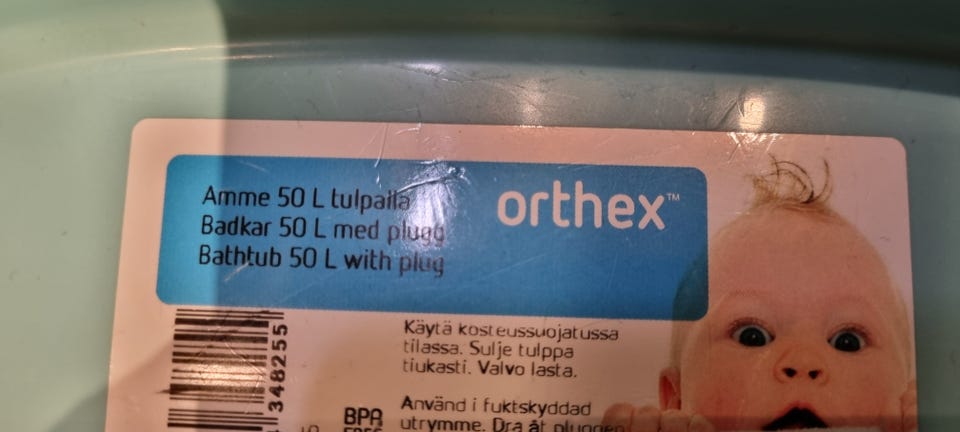 Amme 50 L tulpalla
Badkar 50 L med plugg
Bathtub 50 L with plug
orthex™
Käytä kosteussuojatussa
tilassa. Sulje tulppa
tiukasti. Valvo lasta.
348255
BPA
FREE
Använd i fuktskyddad
utrymme. Dra åt pluggen